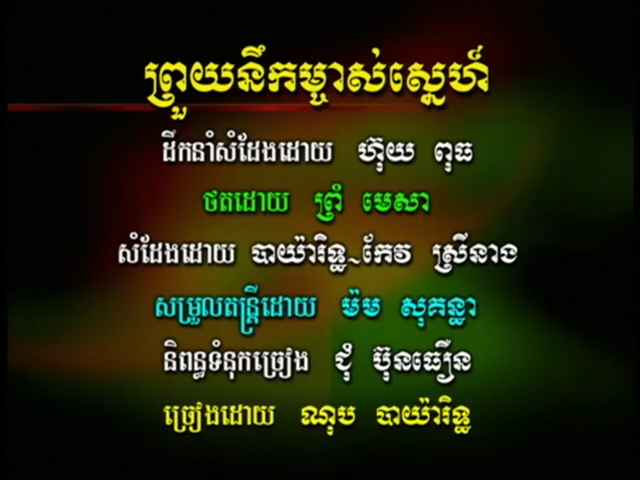 ព្រួយនឹកម្ចាស់ស្នេហ៍
ដឹកនាំសំដែងដោយ ហ៊ុយ ពុធ
ថតដោយ ព្រំ មេសា
សំដែងដោយ បាយ៉ារិទ្ធ~កែវ ស្រីនាង
សម្រួលតន្ត្រីដោយ ម៉ម សុគន្ធា
និពន្ធទំនុកច្រៀង ជុំ ប៊ុនធឿន
ច្រៀងដោយ ណុប បាយ៉ារិទ្ធ